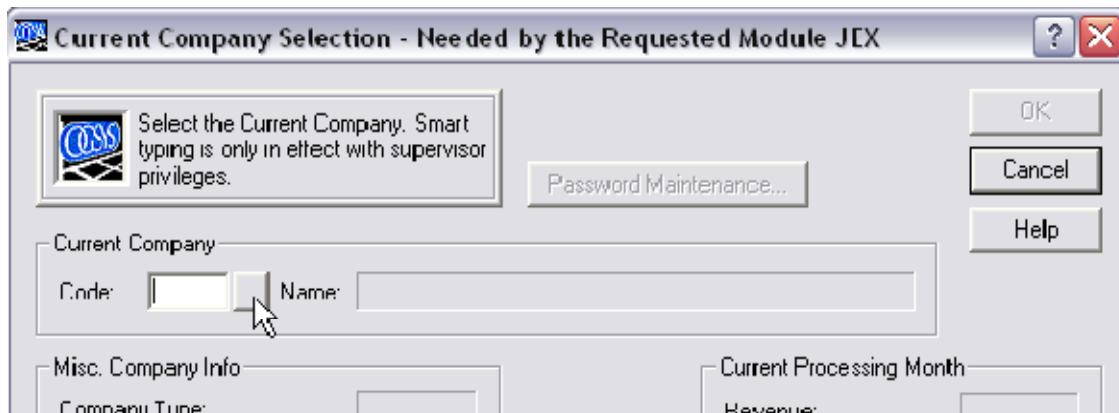 Current Company Selection - Needed by the Requested Module JEX
Select the Current Company. Smart
typing is only in effect with supervisor
privileges.
OK
Password Maintenance...
Cancel
Help
Current Company
Code:
Name:
Misc. Company Info
Current Processing Month
Company Type:
Revenue: